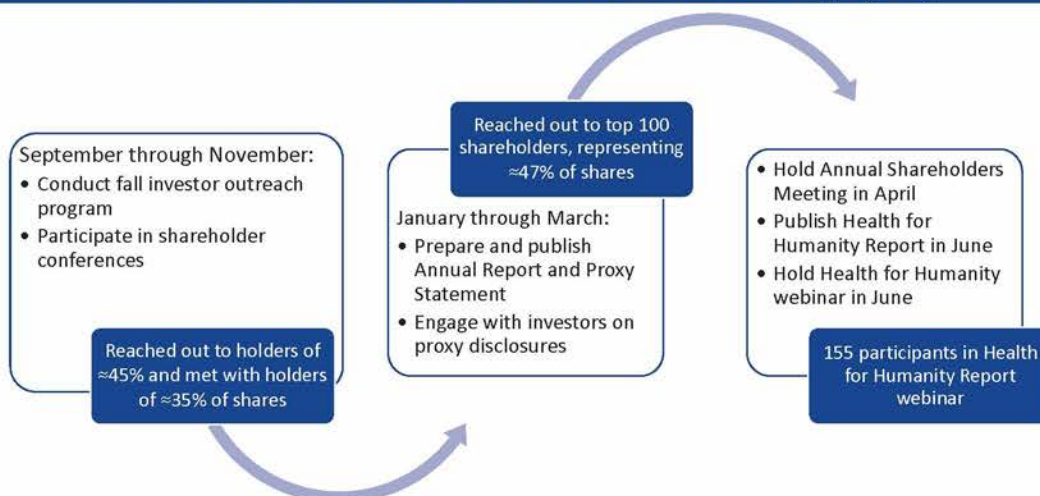 September through November:
• Conduct fall investor outreach
program
• Participate in shareholder
conferences
Reached out to holders of
≈45% and met with holders
of ≈35% of shares
Reached out to top 100
shareholders, representing
≈47% of shares
January through March:
• Prepare and publish
Annual Report and Proxy
Statement
• Engage with investors on
proxy disclosures
• Hold Annual Shareholders
Meeting in April
• Publish Health for
Humanity Report in June
• Hold Health for Humanity
webinar in June
155 participants in Health
for Humanity Report
webinar